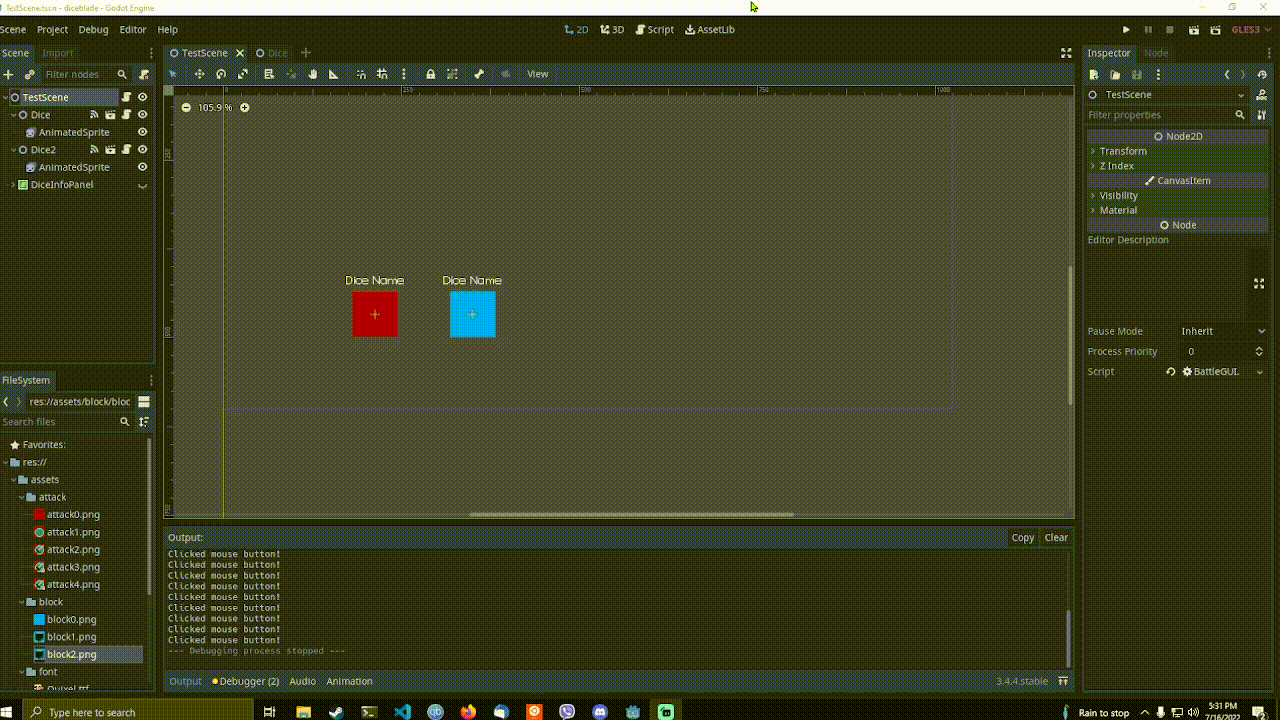 TestScene.tscn - diceblade - Godot Engine
Scene Project Debug Editor Help
2D 3D Script AssetLib
GLES3
Scene Import
TestScene Dice
Inspector Node
Filter nodes
View
TestScene
Dice
AnimatedSprite
Dice2
AnimatedSprite
DiceInfoPanel
0 250 500 750 1000
105.9 %
250
500
750
Dice Name Dice Name
TestScene
Filter properties
Node2D
Transform
Z Index
CanvasItem
Visibility
Material
Node
Editor Description
Pause Mode Inherit
Process Priority 0
Script BattleGUI.
FileSystem
res://assets/block/bloc
Search files
Favorites:
res://
assets
attack
attack0.png
attack1.png
attack2.png
attack3.png
attack4.png
block
block0.png
block1.png
block2.png
font
Quixel.ttf
Output:
Copy Clear
Clicked mouse button!
Clicked mouse button!
Clicked mouse button!
Clicked mouse button!
Clicked mouse button!
Clicked mouse button!
Clicked mouse button!
Clicked mouse button!
Clicked mouse button!
--- Debugging process stopped ---
Output Debugger (2) Audio Animation
3.4.4.stable
Type here to search
Rain to stop
5:31 PM
7/16/2022